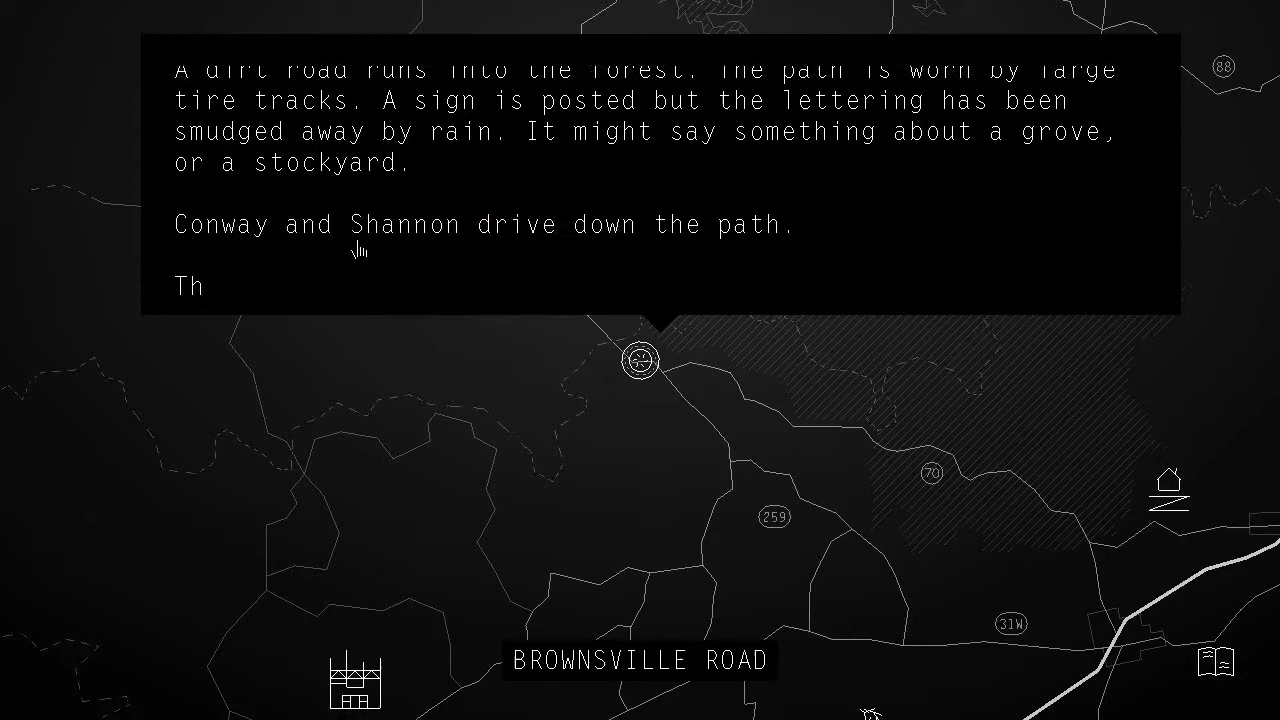 A dirt road runs into the forest. The path is worn by large
tire tracks. A sign is posted but the lettering has been
smudged away by rain. It might say something about a grove,
or a stockyard.
Conway and Shannon drive down the path.
Th
88
70
259
31W
BROWNSVILLE ROAD